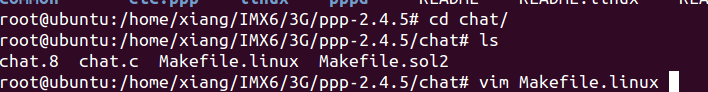 root@ubuntu:/home/xiang/IMX6/3G/ppp-2.4.5# cd chat/
root@ubuntu:/home/xiang/IMX6/3G/ppp-2.4.5/chat# ls
chat.8 chat.c Makefile.linux Makefile.sol2
root@ubuntu:/home/xiang/IMX6/3G/ppp-2.4.5/chat# vim Makefile.linux